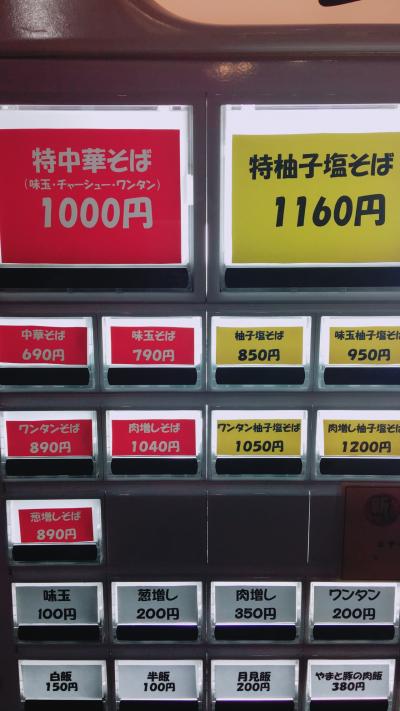 特中華そば
(味玉・チャーシュー・ワンタン)
1000円
特柚子塩そば
1160円
中華そば
690円
味玉そば
790円
柚子塩そば
850円
味玉柚子塩そば
950円
ワンタンそば
890円
肉増しそば
1040円
ワンタン柚子塩そば
1050円
肉増し柚子塩そば
1200円
葱増しそば
890円
味玉
100円
葱増し
200円
肉増し
350円
ワンタン
200円
白飯
150円
半飯
100円
月見飯
200円
やまと豚の肉飯
380円